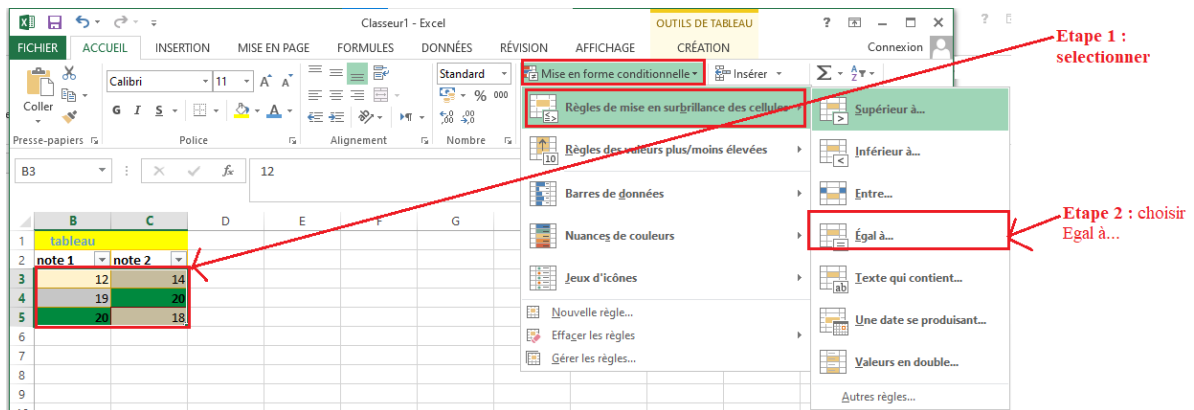 Classeur1 - Excel
OUTILS DE TABLEAU
?
?
FICHIER ACCUEIL INSERTION MISE EN PAGE FORMULES DONNÉES RÉVISION AFFICHAGE CRÉATION Connexion
Etape 1 :
selectionner
Coller
Calibri 11 A A
Standard
Mise en forme conditionnelle
Insérer
G I S A
% 000
Presse-papiers Police Alignement Nombre
Règles de mise en surbrillance des cellules
Règles des valeurs plus/moins élevées
Barres de données
Nuances de couleurs
Jeux d'icônes
Nouvelle règle...
Effacer les règles
Gérer les règles...
Supérieur à...
Inférieur à...
Entre...
Égal à...
Texte qui contient...
Une date se produisant...
Valeurs en double...
Autres règles...
Etape 2 : choisir
Egal à...
B3 fx 12
B C D E F G
1 tableau
2 note 1 note 2
3 12 14
4 19 20
5 20 18
6
7
8
9